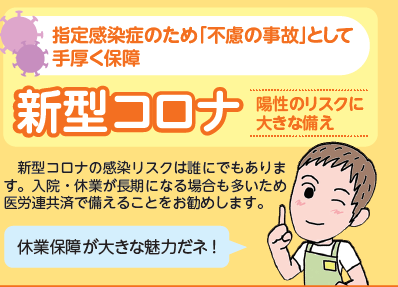 指定感染症のため「不慮の事故」として
手厚く保障
新型コロナ
陽性のリスクに
大きな備え
新型コロナの感染リスクは誰にでもありま
す。入院・休業が長期になる場合も多いため
医労連共済で備えることをお勧めします。
休業保障が大きな魅力だネ！